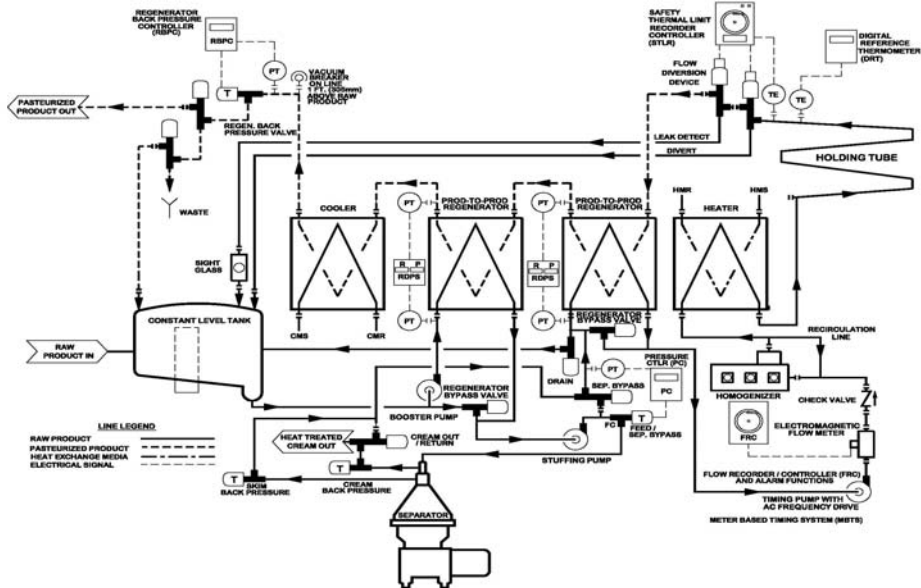 REGENERATOR
BACK PRESSURE
CONTROLLER
(RBPC)
RBPC
PT
T
VACUUM
BREAKER
ON LINE
1 FT. (305mm)
ABOVE RAW
PRODUCT
PASTEURIZED
PRODUCT OUT
REGEN. BACK
PRESSURE VALVE
WASTE
SAFETY
THERMAL LIMIT
RECORDER
CONTROLLER (STLR)
FLOW
DIVERSION
DEVICE
DIGITAL
REFERENCE
THERMOMETER
(DRT)
TE
TE
LEAK DETECT
DIVERT
HOLDING TUBE
COOLER
PROD-TO-PROD
REGENERATOR
PROD-TO-PROD
REGENERATOR
HEATER
HMR
HMS
PT
R P
RDPS
PT
PT
R P
RDPS
PT
SIGHT
GLASS
CONSTANT LEVEL TANK
RAW
PRODUCT IN
CMS
CMR
REGENERATOR
BYPASS VALVE
DRAIN
PRESSURE
CTLR (PC)
PT
PC
SEP. BYPASS
FC
T
FEED /
SEP. BYPASS
REGENERATOR
BYPASS VALVE
BOOSTER PUMP
STUFFING PUMP
RECIRCULATION
LINE
HOMOGENIZER
CHECK VALVE
ELECTROMAGNETIC
FLOW METER
FRC
FLOW RECORDER / CONTROLLER (FRC)
AND ALARM FUNCTIONS
TIMING PUMP WITH
AC FREQUENCY DRIVE
METER BASED TIMING SYSTEM (MBTS)
LINE LEGEND
RAW PRODUCT
PASTEURIZED PRODUCT
HEAT EXCHANGE MEDIA
ELECTRICAL SIGNAL
HEAT TREATED
CREAM OUT
CREAM OUT
/ RETURN
T
CREAM
BACK PRESSURE
T
SKIM
BACK PRESSURE
SEPARATOR